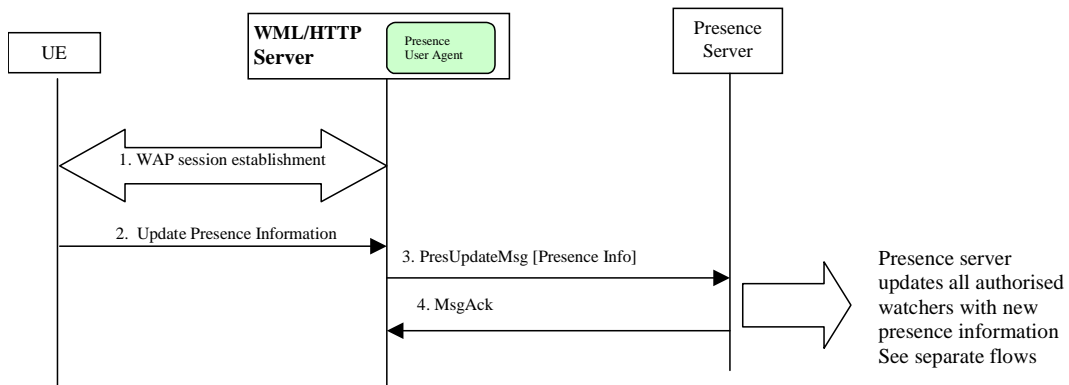 UE
WML/HTTP
Server
Presence
User Agent
Presence
Server
1. WAP session establishment
2. Update Presence Information
3. PresUpdateMsg [Presence Info]
4. MsgAck
Presence server
updates all authorised
watchers with new
presence information
See separate flows